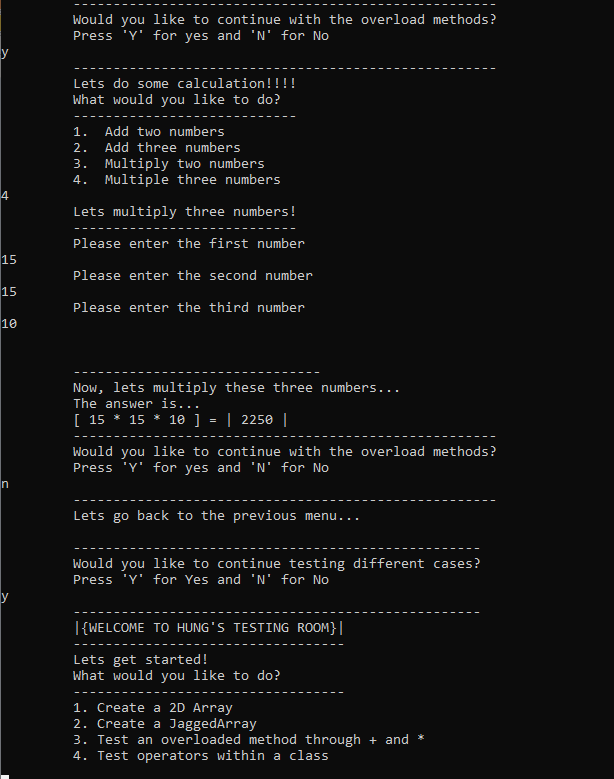 -----------------------------------------------------
Would you like to continue with the overload methods?
Press 'Y' for yes and 'N' for No
y
-----------------------------------------------------
Lets do some calculation!!!!
What would you like to do?
----------------------------
1.  Add two numbers
2.  Add three numbers
3.  Multiply two numbers
4.  Multiple three numbers
4
Lets multiply three numbers!
----------------------------
Please enter the first number
15
Please enter the second number
15
Please enter the third number
10
-------------------------------
Now, lets multiply these three numbers...
The answer is...
[ 15 * 15 * 10 ] = | 2250 |
-----------------------------------------------------
Would you like to continue with the overload methods?
Press 'Y' for yes and 'N' for No
n
-----------------------------------------------------
Lets go back to the previous menu...
---------------------------------------------------
Would you like to continue testing different cases?
Press 'Y' for Yes and 'N' for No
y
---------------------------------------------------
|{WELCOME TO HUNG'S TESTING ROOM}|
----------------------------------
Lets get started!
What would you like to do?
----------------------------------
1. Create a 2D Array
2. Create a JaggedArray
3. Test an overloaded method through + and *
4. Test operators within a class